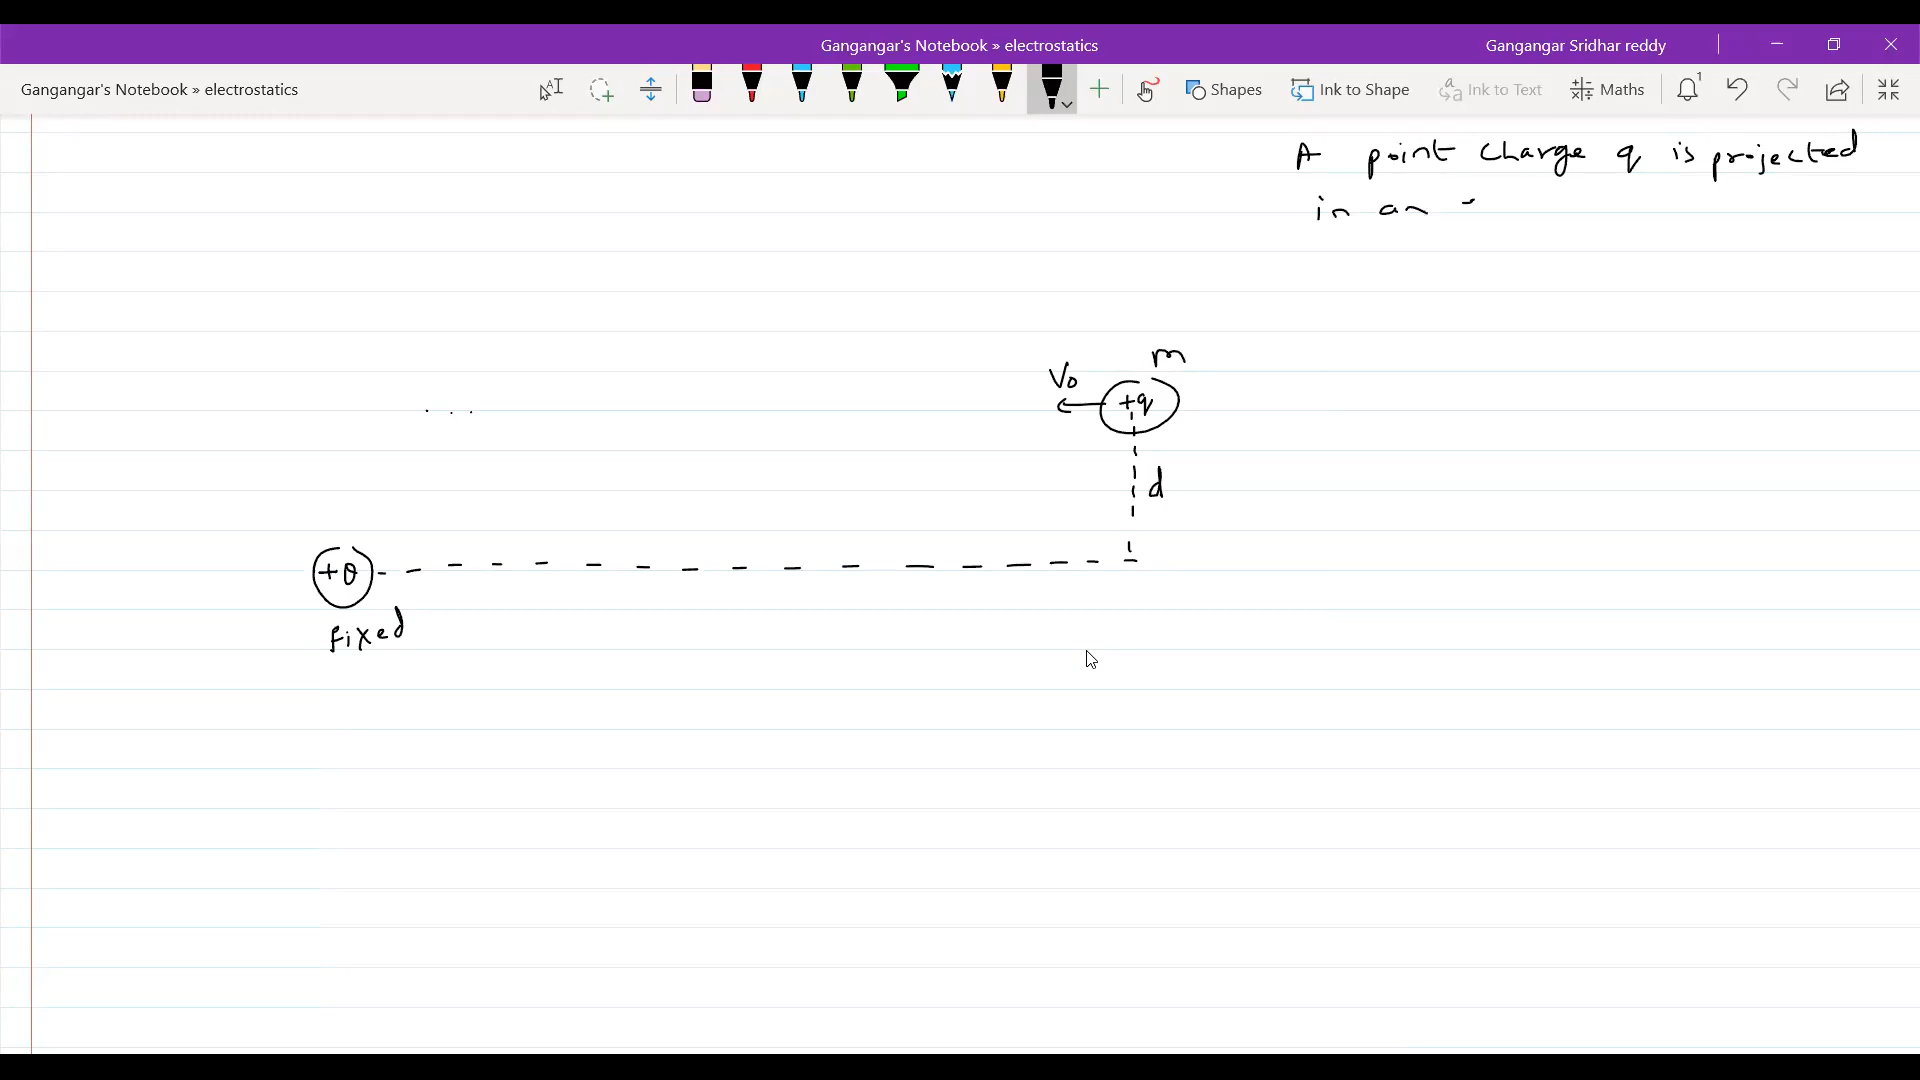 Gangangar's Notebook » electrostatics
Gangangar Sridhar reddy
Gangangar's Notebook » electrostatics
Shapes
Ink to Shape
Ink to Text
Maths
1
A point charge q is projected
in an
m
V₀
+q
d
+Q
fixed